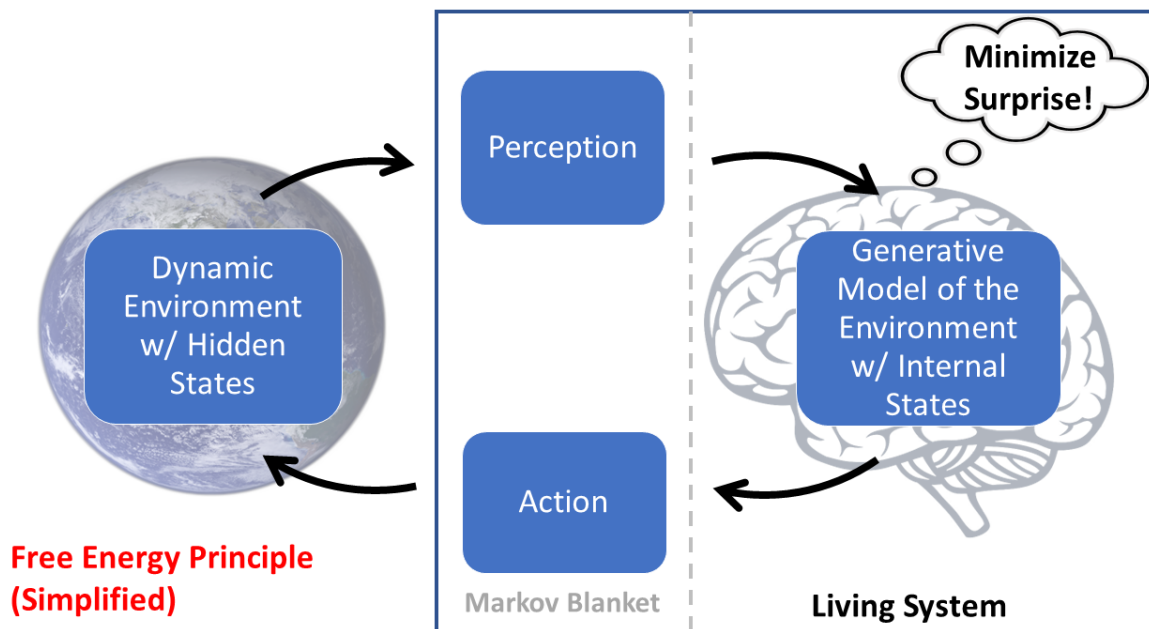 Minimize
Surprise!
Perception
Dynamic
Environment
w/ Hidden
States
Generative
Model of the
Environment
w/ Internal
States
Action
Free Energy Principle
(Simplified)
Markov Blanket
Living System